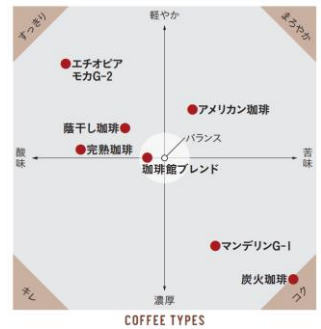 軽やか
すっきり
まろやか
エチオピア
モカG-2
アメリカン珈琲
蔭干し珈琲
バランス
完熟珈琲
酸味
苦味
珈琲館ブレンド
マンデリンG-1
炭火珈琲
キレ
コク
濃厚
COFFEE TYPES